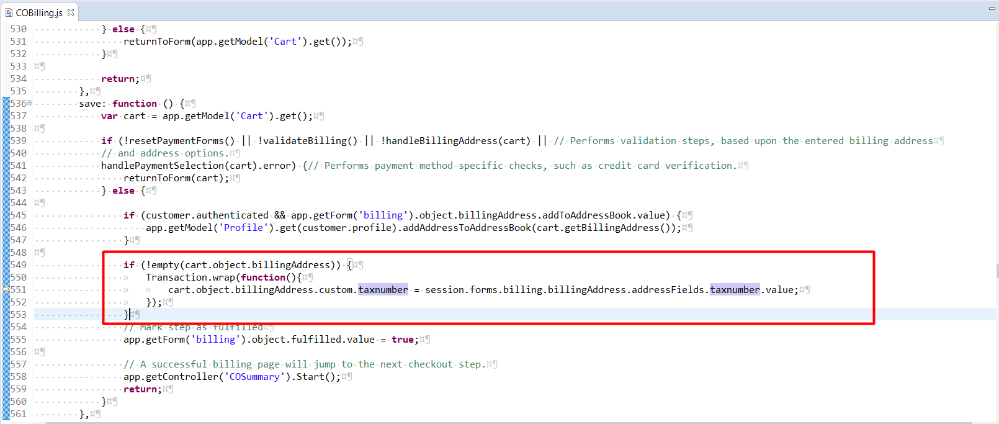 COBilling.js
530 } else {
531 returnToForm(app.getModel('Cart').get());
532 }
533
534 return;
535 },
536 save: function () {
537 var cart = app.getModel('Cart').get();
538
539 if (!resetPaymentForms() || !validateBilling() || !handleBillingAddress(cart) || // Performs validation steps, based upon the entered billing address
540 // and address options.
541 handlePaymentSelection(cart).error) {// Performs payment method specific checks, such as credit card verification.
542 returnToForm(cart);
543 } else {
544
545 if (customer.authenticated && app.getForm('billing').object.billingAddress.addToAddressBook.value) {
546 app.getModel('Profile').get(customer.profile).addAddressToAddressBook(cart.getBillingAddress());
547 }
548
549 if (!empty(cart.object.billingAddress)) {
550 Transaction.wrap(function(){
551 cart.object.billingAddress.custom.taxnumber = session.forms.billing.billingAddress.addressFields.taxnumber.value;
552 });
553 }
554 // Mark step as fulfilled
555 app.getForm('billing').object.fulfilled.value = true;
556
557 // A successful billing page will jump to the next checkout step.
558 app.getController('COSummary').Start();
559 return;
560 }
561 },